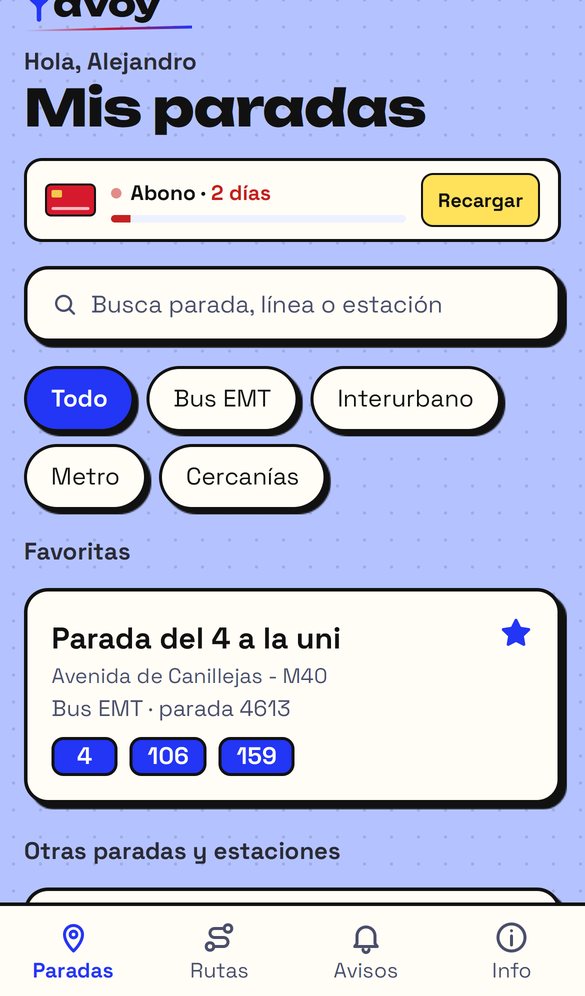 Yavoy
Hola, Alejandro
Mis paradas
Abono · 2 días
Recargar
Busca parada, línea o estación
Todo
Bus EMT
Interurbano
Metro
Cercanías
Favoritas
Parada del 4 a la uni
Avenida de Canillejas - M40
Bus EMT · parada 4613
4
106
159
Otras paradas y estaciones
Paradas
Rutas
Avisos
Info